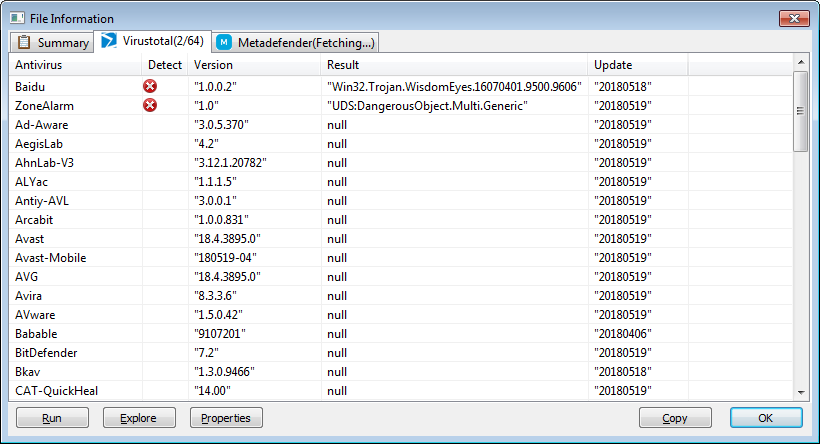 File Information
Summary Virustotal(2/64) Metadefender(Fetching...)
Antivirus Detect Version Result Update
Baidu "1.0.0.2" "Win32.Trojan.WisdomEyes.16070401.9500.9606" "20180518"
ZoneAlarm "1.0" "UDS:DangerousObject.Multi.Generic" "20180519"
Ad-Aware "3.0.5.370" null "20180519"
AegisLab "4.2" null "20180519"
AhnLab-V3 "3.12.1.20782" null "20180519"
ALYac "1.1.1.5" null "20180519"
Antiy-AVL "3.0.0.1" null "20180519"
Arcabit "1.0.0.831" null "20180519"
Avast "18.4.3895.0" null "20180519"
Avast-Mobile "180519-04" null "20180519"
AVG "18.4.3895.0" null "20180519"
Avira "8.3.3.6" null "20180519"
AVware "1.5.0.42" null "20180519"
Babable "9107201" null "20180406"
BitDefender "7.2" null "20180519"
Bkav "1.3.0.9466" null "20180518"
CAT-QuickHeal "14.00" null "20180519"
Run Explore Properties Copy OK